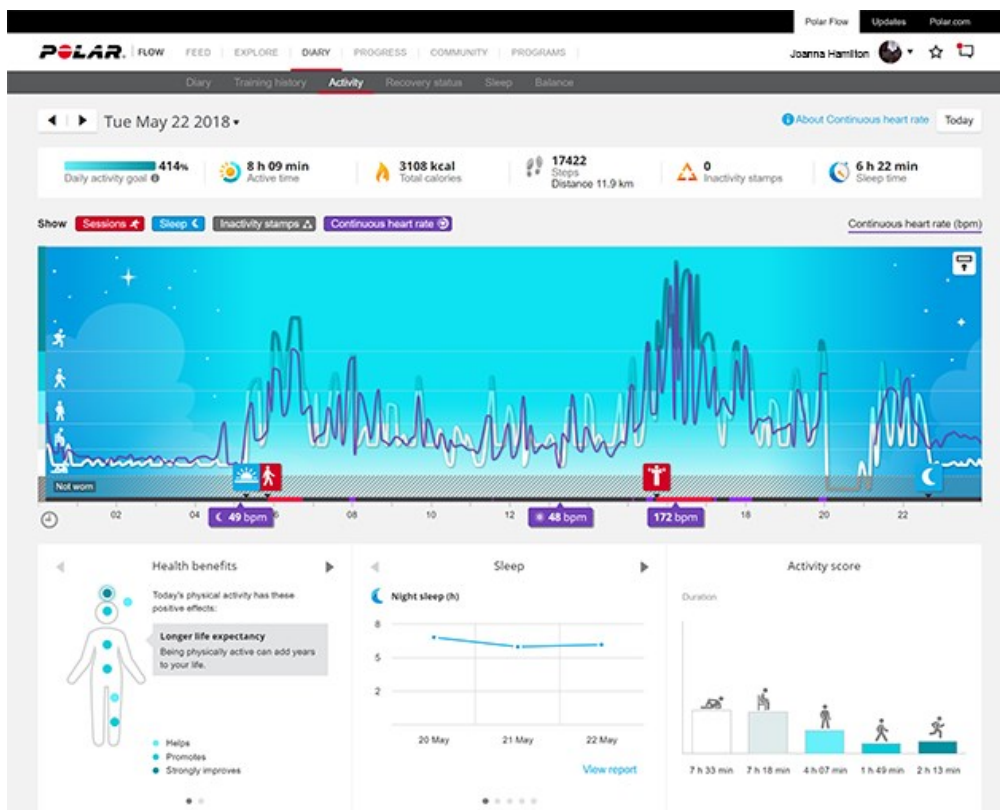 Polar Flow Updates Polar.com
POLAR. FLOW FEED EXPLORE DIARY PROGRESS COMMUNITY PROGRAMS Joanna Hamilton
Diary Training history Activity Recovery status Sleep Balance
Tue May 22 2018 About Continuous heart rate Today
414%
Daily activity goal
8 h 09 min
Active time
3108 kcal
Total calories
17422
Steps
Distance 11.9 km
0
Inactivity stamps
6 h 22 min
Sleep time
Show Sessions Sleep Inactivity stamps Continuous heart rate Continuous heart rate (bpm)
Not worn
02 04 06 08 10 12 16 18 20 22
49 bpm 48 bpm 172 bpm
Health benefits
Today's physical activity has these
positive effects:
Longer life expectancy
Being physically active can add years
to your life.
Helps
Promotes
Strongly improves
Sleep
Night sleep (h)
8
5
2
20 May 21 May 22 May
View report
Activity score
Duration
7 h 33 min 7 h 18 min 4 h 07 min 1 h 49 min 2 h 13 min